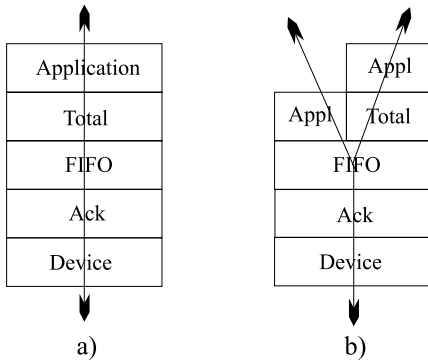 Application
Total
FIFO
Ack
Device
a)
Appl
Appl Total
FIFO
Ack
Device
b)